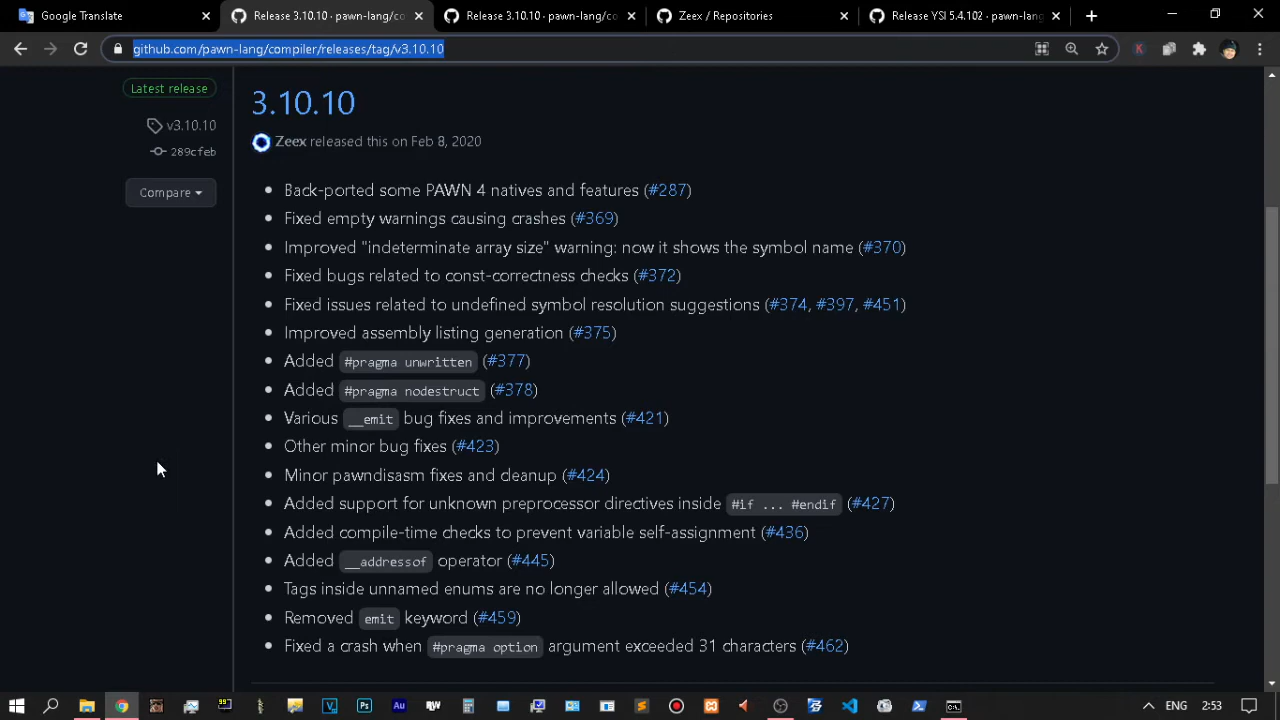 Google Translate
Release 3.10.10 · pawn-lang/co
Release 3.10.10 · pawn-lang/co
Zeex / Repositories
Release YSI 5.4.102 · pawn-lang
github.com/pawn-lang/compiler/releases/tag/v3.10.10
Latest release
v3.10.10
289cfeb
Compare
3.10.10
Zeex released this on Feb 8, 2020
Back-ported some PAWN 4 natives and features (#287)
Fixed empty warnings causing crashes (#369)
Improved "indeterminate array size" warning: now it shows the symbol name (#370)
Fixed bugs related to const-correctness checks (#372)
Fixed issues related to undefined symbol resolution suggestions (#374, #397, #451)
Improved assembly listing generation (#375)
Added #pragma unwritten (#377)
Added #pragma nodestruct (#378)
Various __emit bug fixes and improvements (#421)
Other minor bug fixes (#423)
Minor pawndisasm fixes and cleanup (#424)
Added support for unknown preprocessor directives inside #if ... #endif (#427)
Added compile-time checks to prevent variable self-assignment (#436)
Added __addressof operator (#445)
Tags inside unnamed enums are no longer allowed (#454)
Removed emit keyword (#459)
Fixed a crash when #pragma option argument exceeded 31 characters (#462)
ENG
2:53